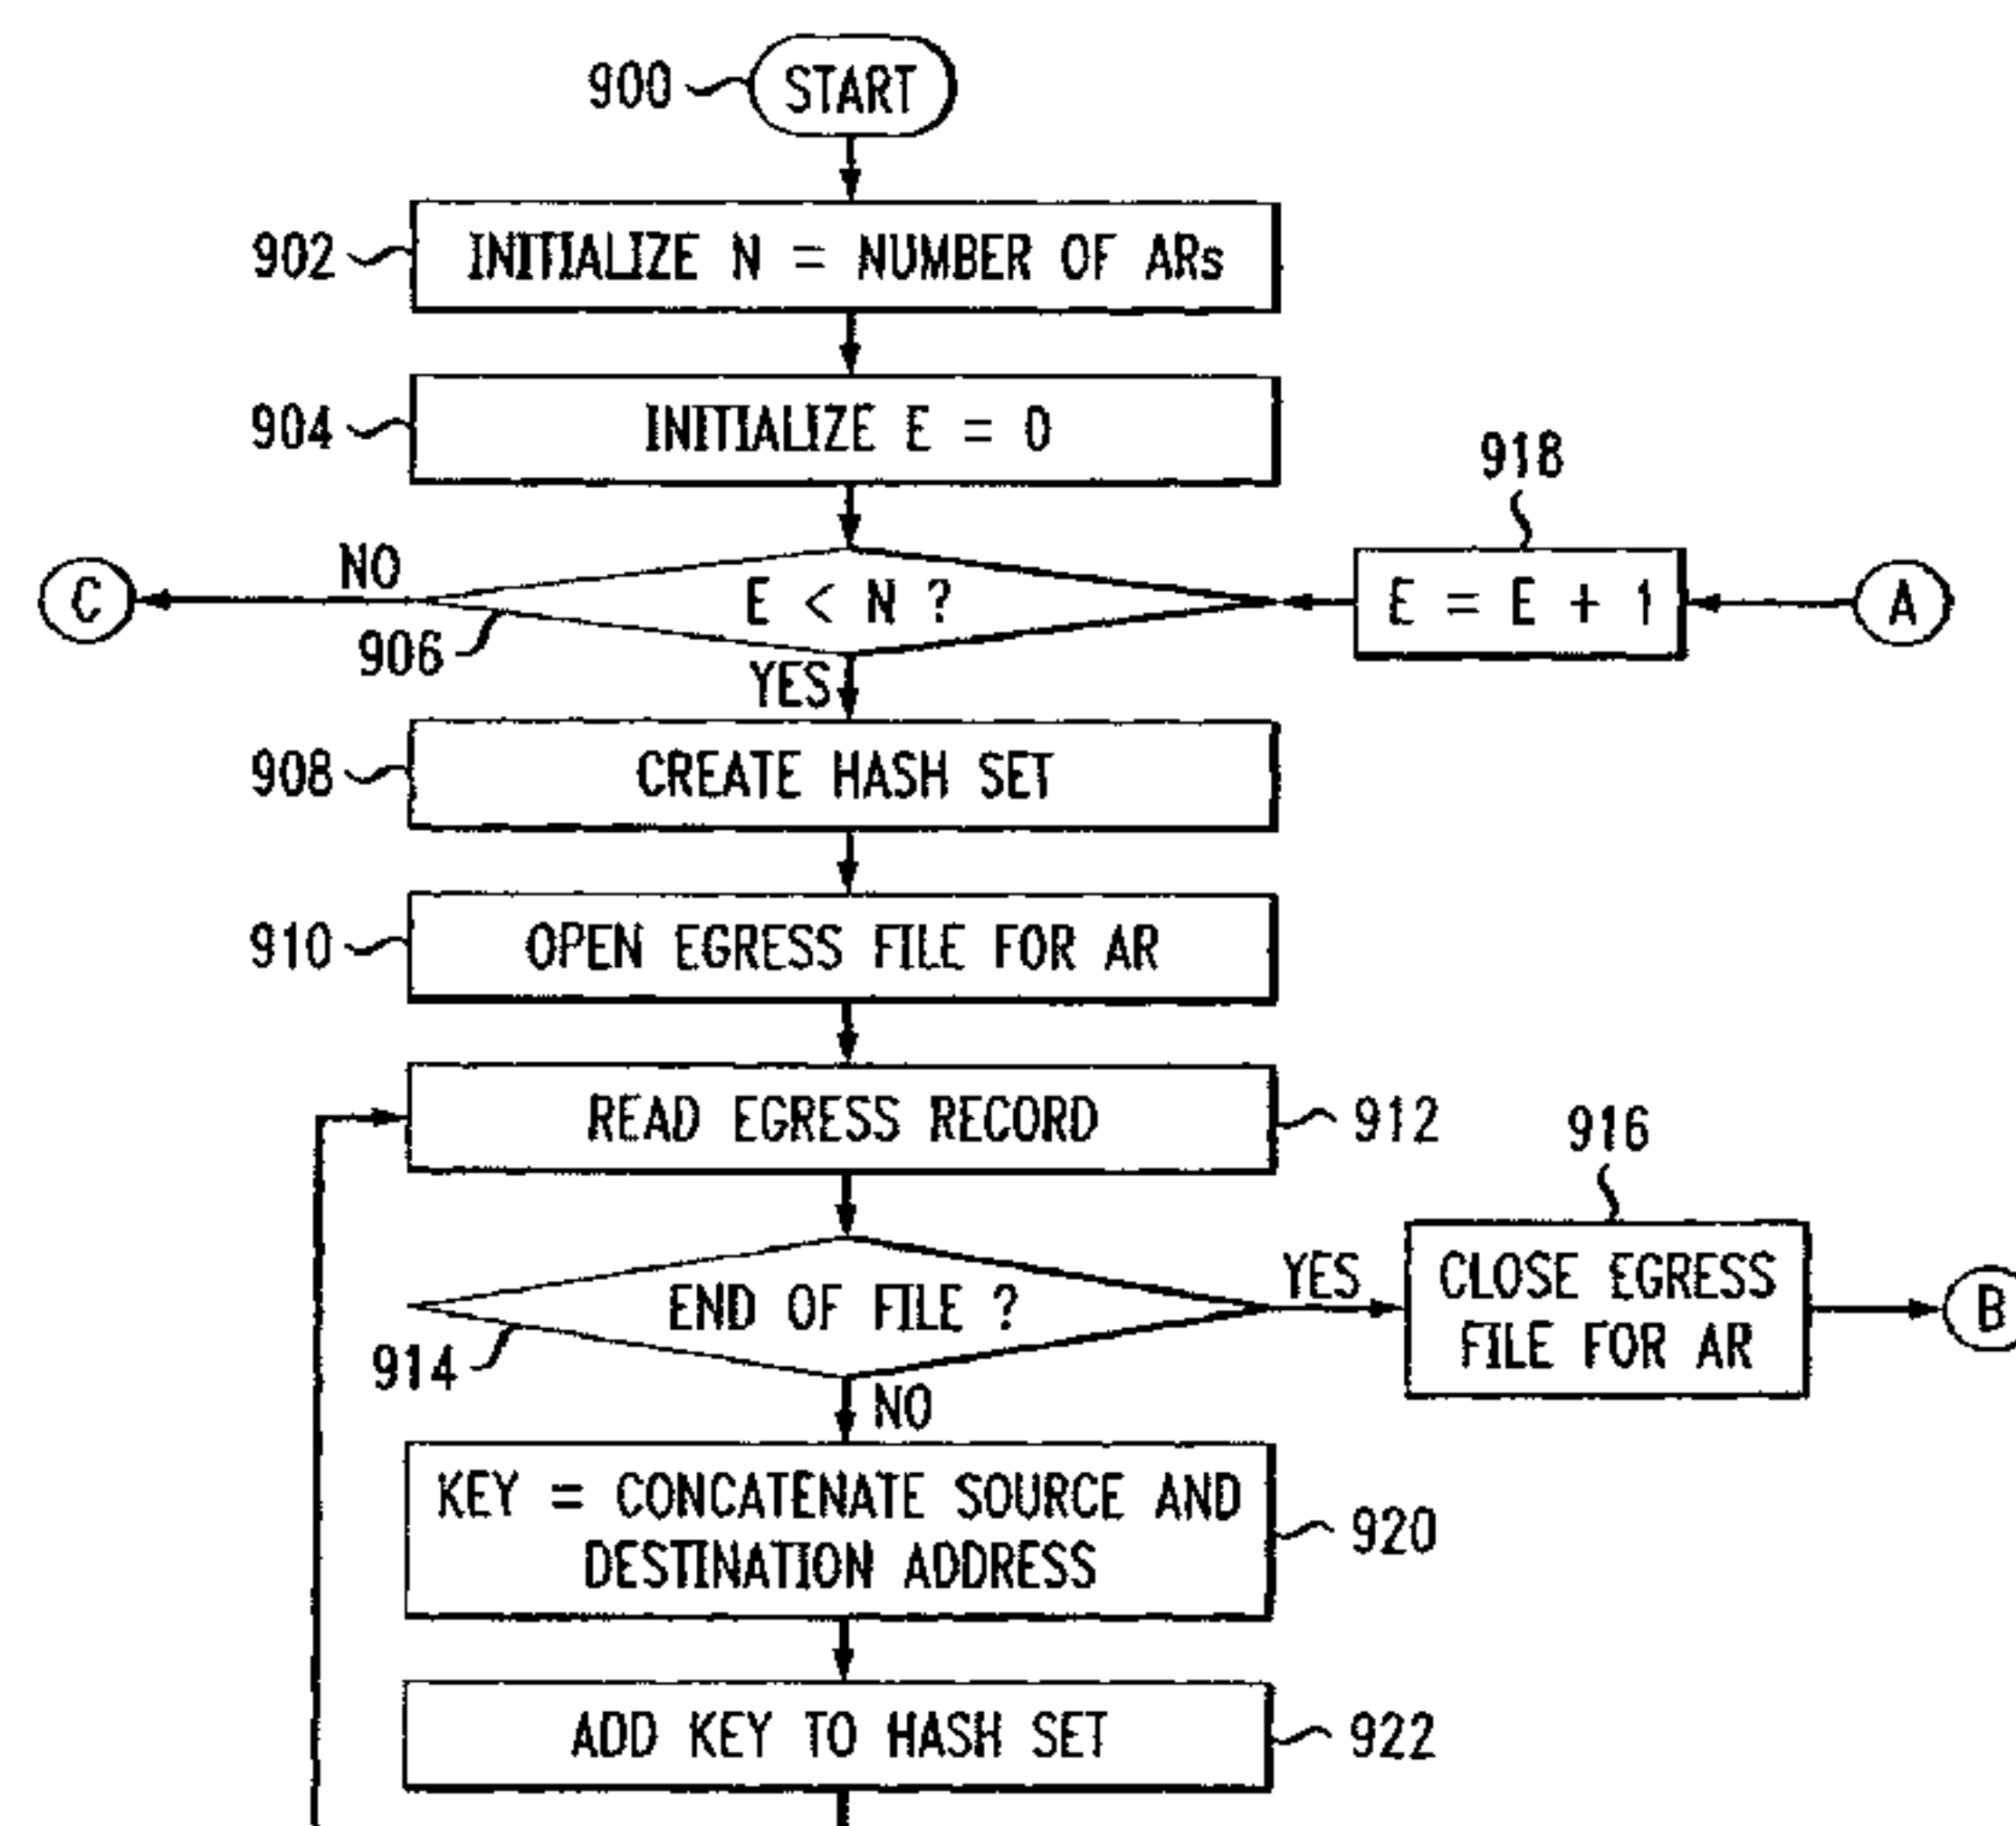 900
START
902
INITIALIZE N = NUMBER OF ARs
904
INITIALIZE E = 0
918
C
NO
E < N ?
E = E + 1
A
906
YES
908
CREATE HASH SET
910
OPEN EGRESS FILE FOR AR
READ EGRESS RECORD
912
916
END OF FILE ?
YES
CLOSE EGRESS
FILE FOR AR
B
914
NO
KEY = CONCATENATE SOURCE AND
DESTINATION ADDRESS
920
ADD KEY TO HASH SET
922